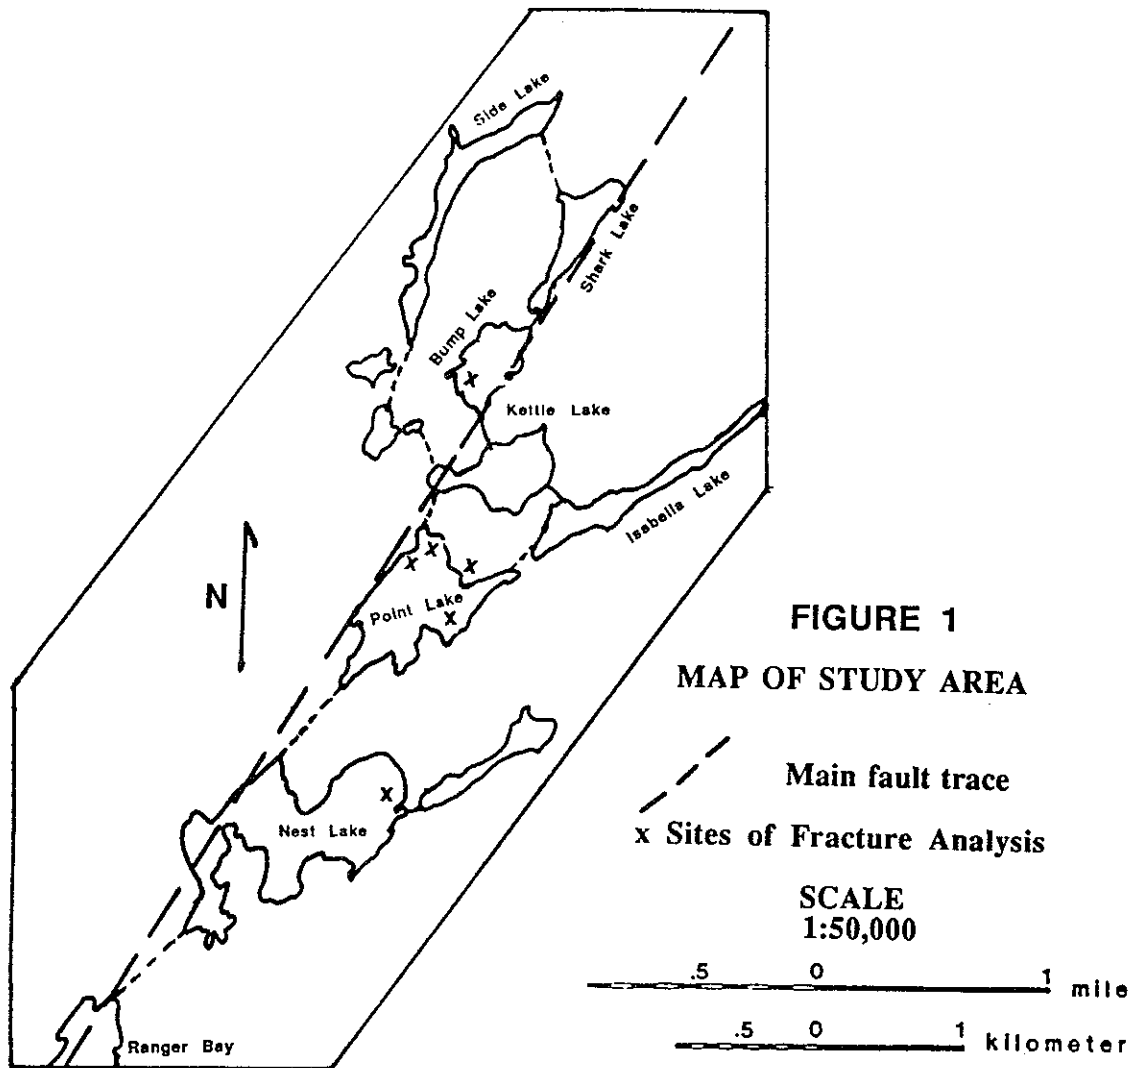 Side Lake
Shark Lake
Bump Lake
Kettle Lake
Isabella Lake
N
Point Lake
FIGURE 1
MAP OF STUDY AREA
Main fault trace
Nest Lake
x Sites of Fracture Analysis
SCALE
1:50,000
.5 0 1 mile
.5 0 1 kilometer
Ranger Bay
x
x
x
x
x
x